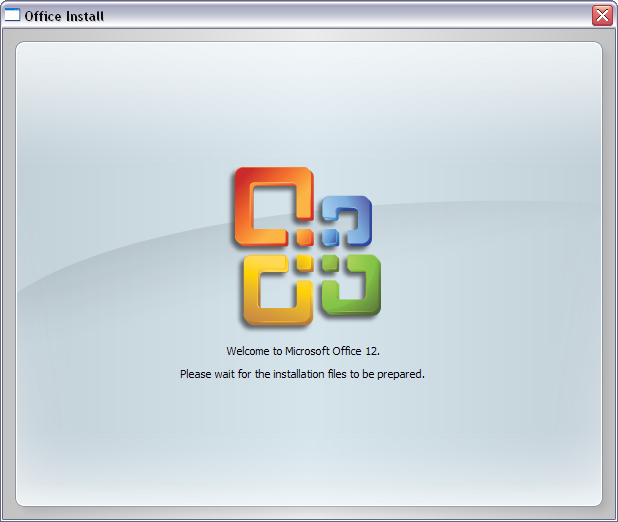 Office Install
Welcome to Microsoft Office 12.
Please wait for the installation files to be prepared.